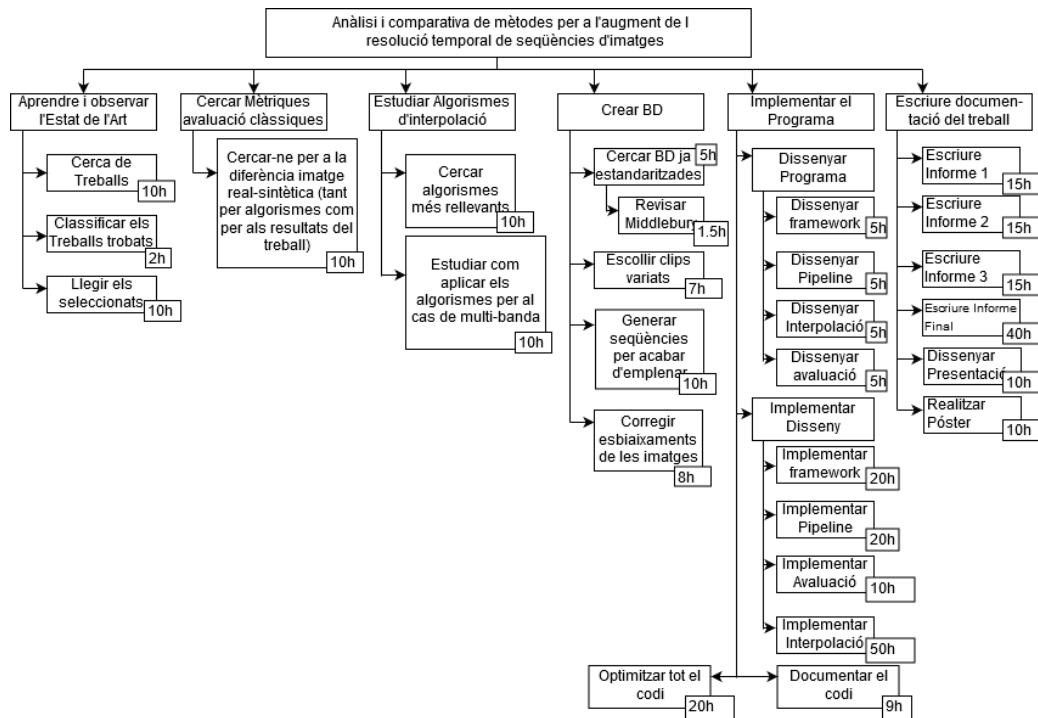 Anàlisi i comparativa de mètodes per a l'augment de l
resolució temporal de seqüències d'imatges
Aprendre i observar
l'Estat de l'Art
Cerca de
Treballs
10h
Classificar els
Treballs trobats
2h
Llegir els
seleccionats
10h
Cercar Mètriques
avaluació clàssiques
Cercar-ne per a la
diferència imatge
real-sintètica (tant
per algorismes com
per als resultats del
treball)
10h
Estudiar Algorismes
d'interpolació
Cercar
algorismes
més rellevants
10h
Estudiar com
aplicar els
algorismes per al
cas de multi-banda
10h
Crear BD
Cercar BD ja
estandaritzades
5h
Revisar
Middlebury
1.5h
Escollir clips
variats
7h
Generar
seqüències
per acabar
d'emplenar
10h
Corregir
esbiaixaments
de les imatges
8h
Implementar el
Programa
Dissenyar
Programa
Dissenyar
framework
5h
Dissenyar
Pipeline
5h
Dissenyar
Interpolació
5h
Dissenyar
avaluació
5h
Implementar
Disseny
Implementar
framework
20h
Implementar
Pipeline
20h
Implementar
Avaluació
10h
Implementar
Interpolació
50h
Optimitzar tot el
codi
20h
Documentar el
codi
9h
Escriure documen-
tació del treball
Escriure
Informe 1
15h
Escriure
Informe 2
15h
Escriure
Informe 3
15h
Escriure Informe
Final
40h
Dissenyar
Presentació
10h
Realitzar
Póster
10h